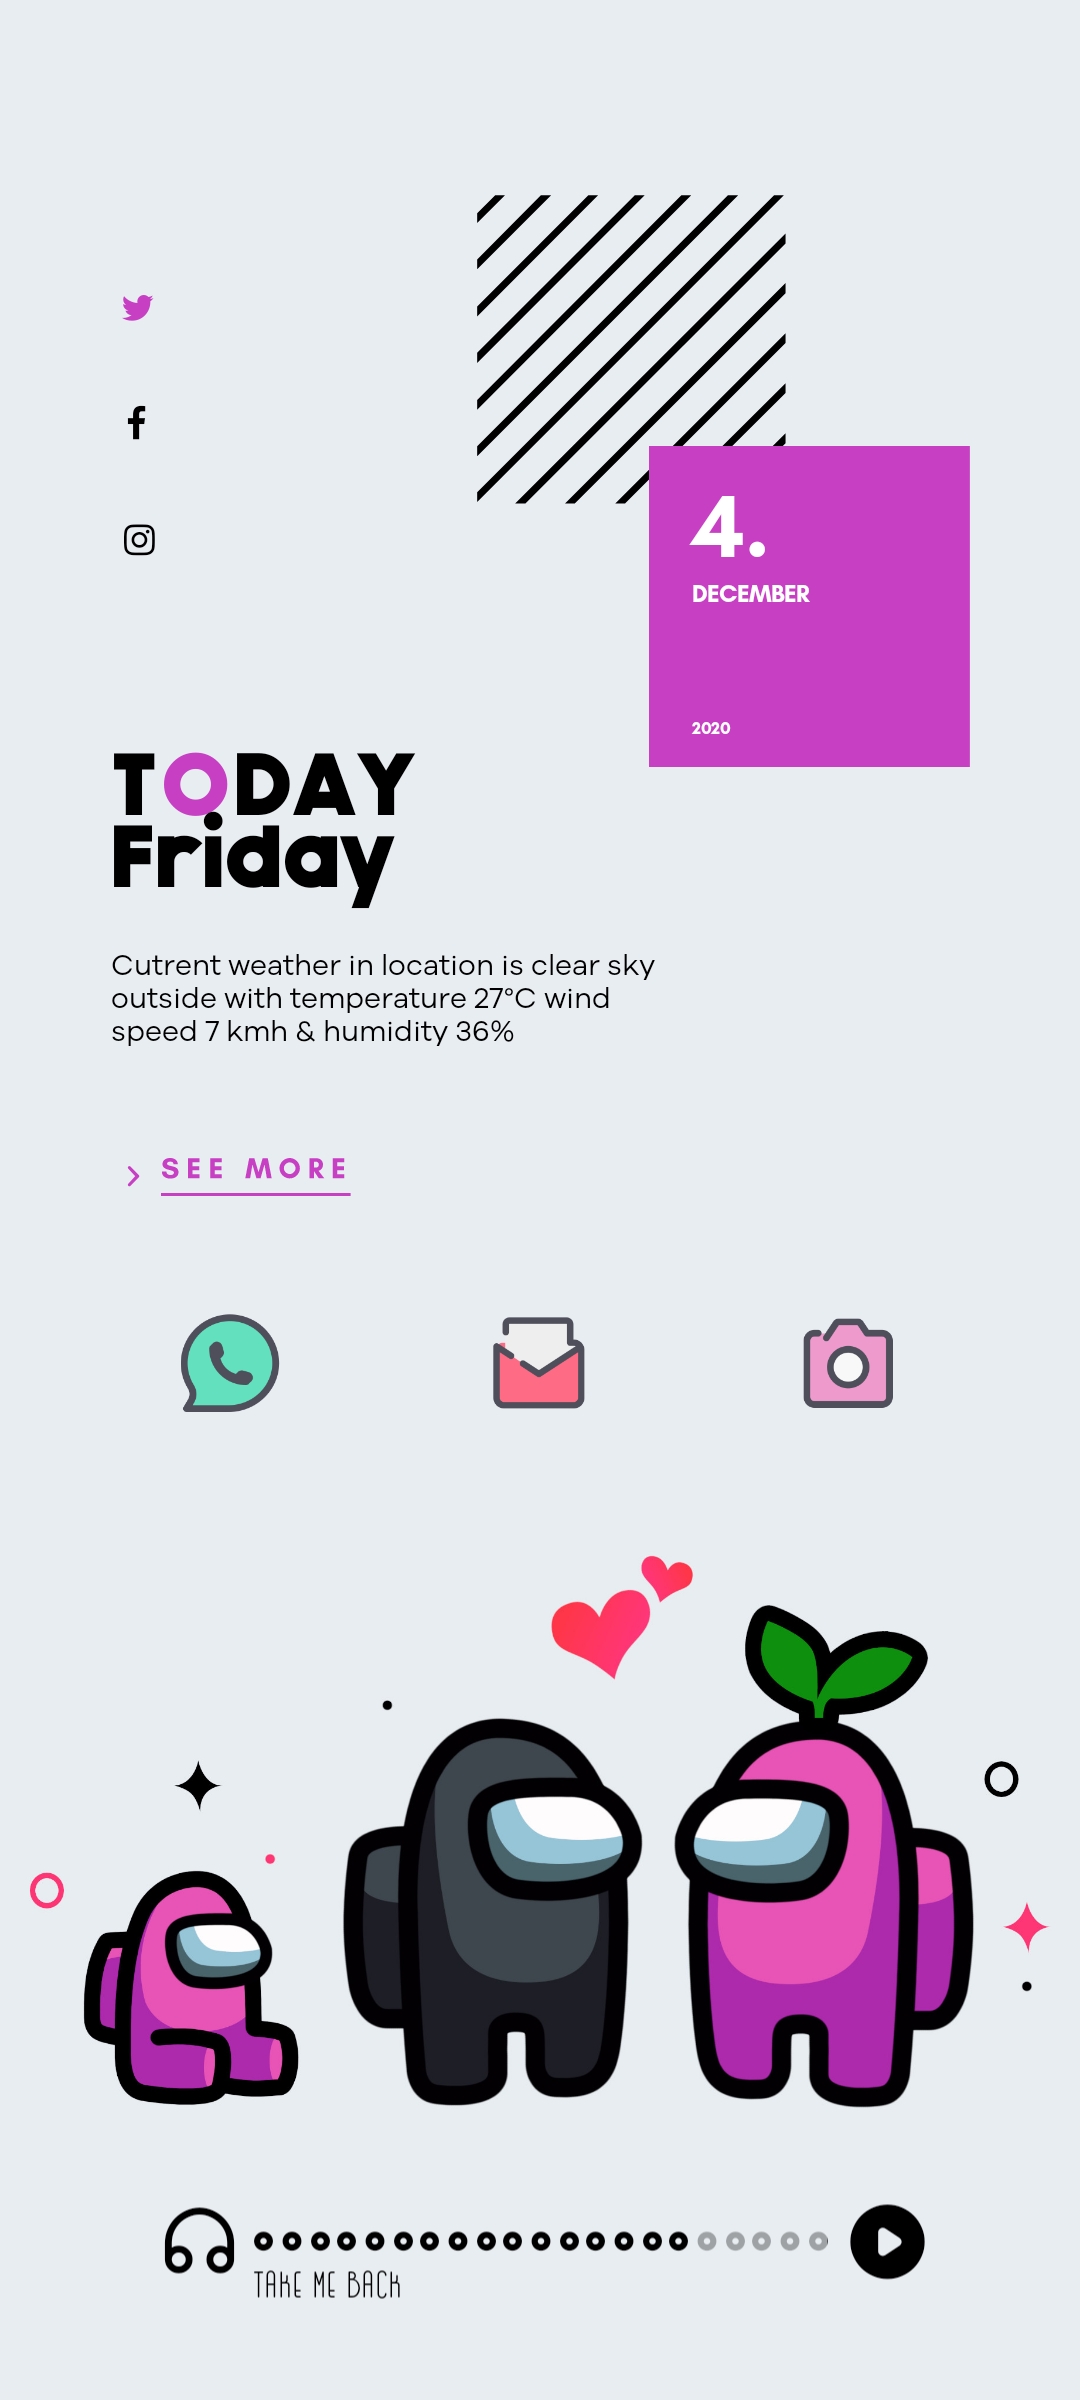 4.
DECEMBER
2020
TODAY
Friday
Cutrent weather in location is clear sky
outside with temperature 27°C wind
speed 7 kmh & humidity 36%
SEE MORE
TAKE ME BACK